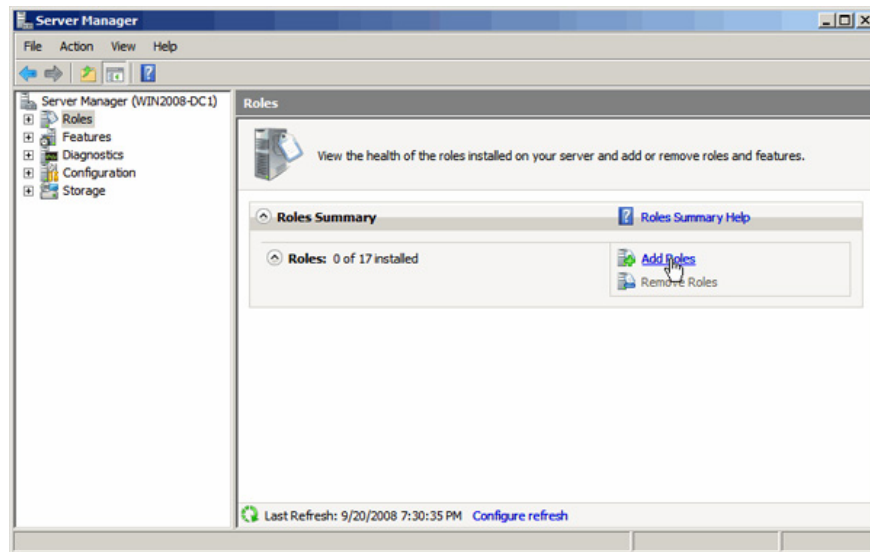 Server Manager
File Action View Help
Server Manager (WIN2008-DC1)
Roles
Features
Diagnostics
Configuration
Storage
Roles
View the health of the roles installed on your server and add or remove roles and features.
Roles Summary
Roles Summary Help
Roles: 0 of 17 installed
Add Roles
Remove Roles
Last Refresh: 9/20/2008 7:30:35 PM Configure refresh